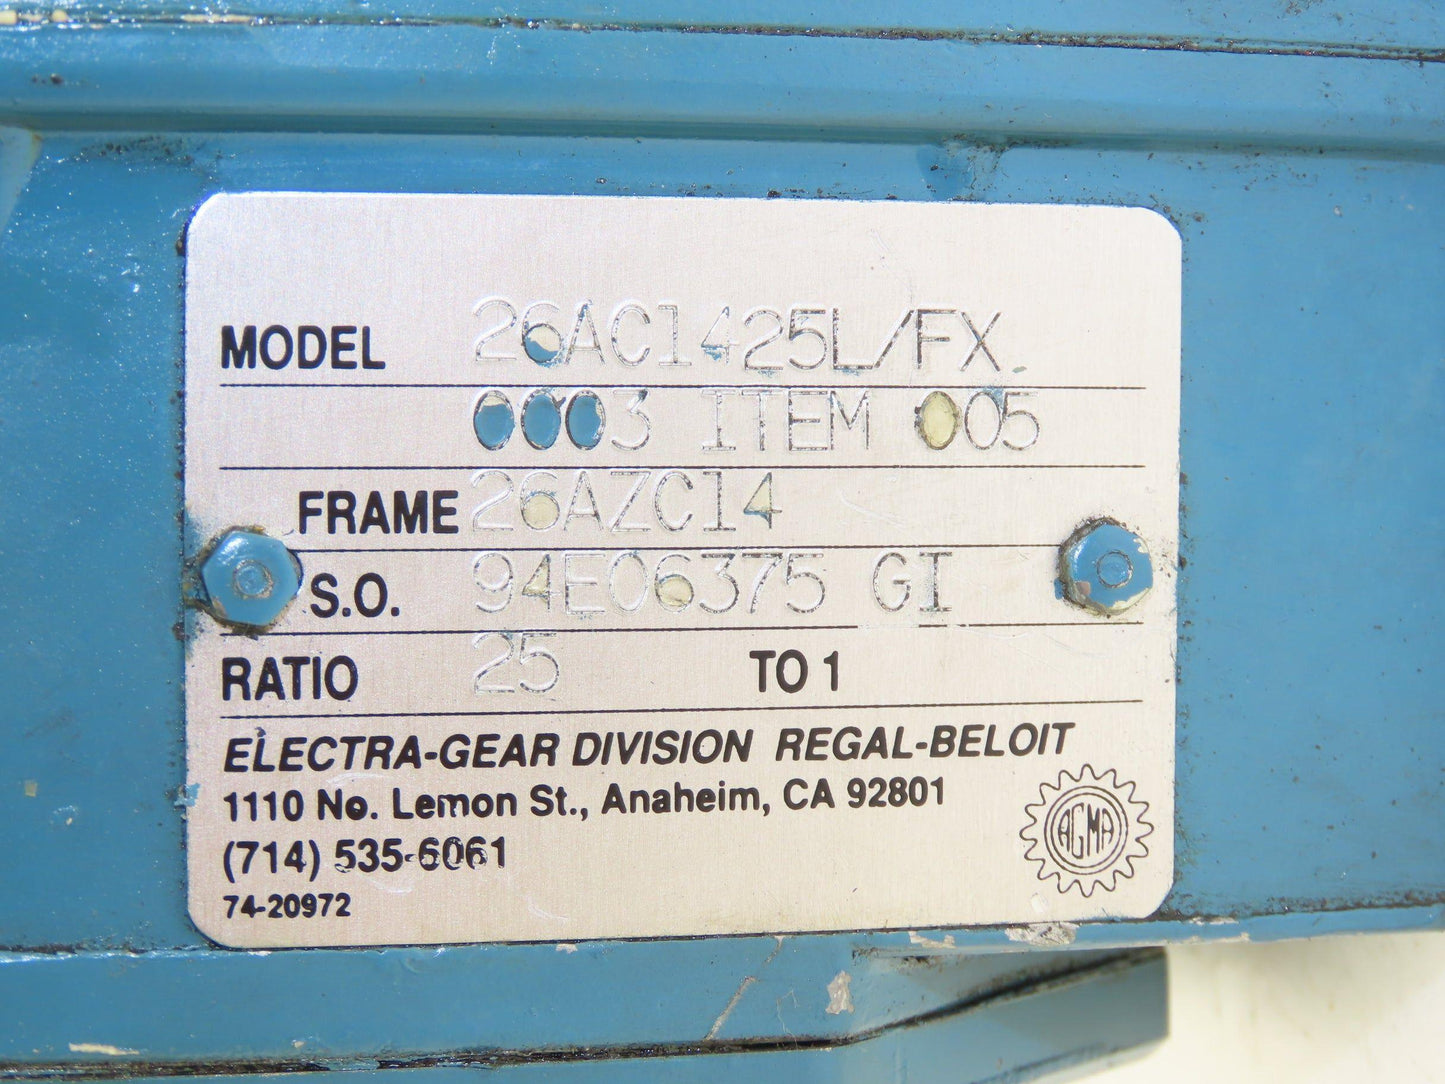 MODEL 26AC1425L/FX
0003 ITEM 005
FRAME 26AZC14
S.O. 94E06375 GI
RATIO 25 TO 1
ELECTRA-GEAR DIVISION REGAL-BELOIT
1110 No. Lemon St., Anaheim, CA 92801
(714) 535-6061
74-20972
AGMA